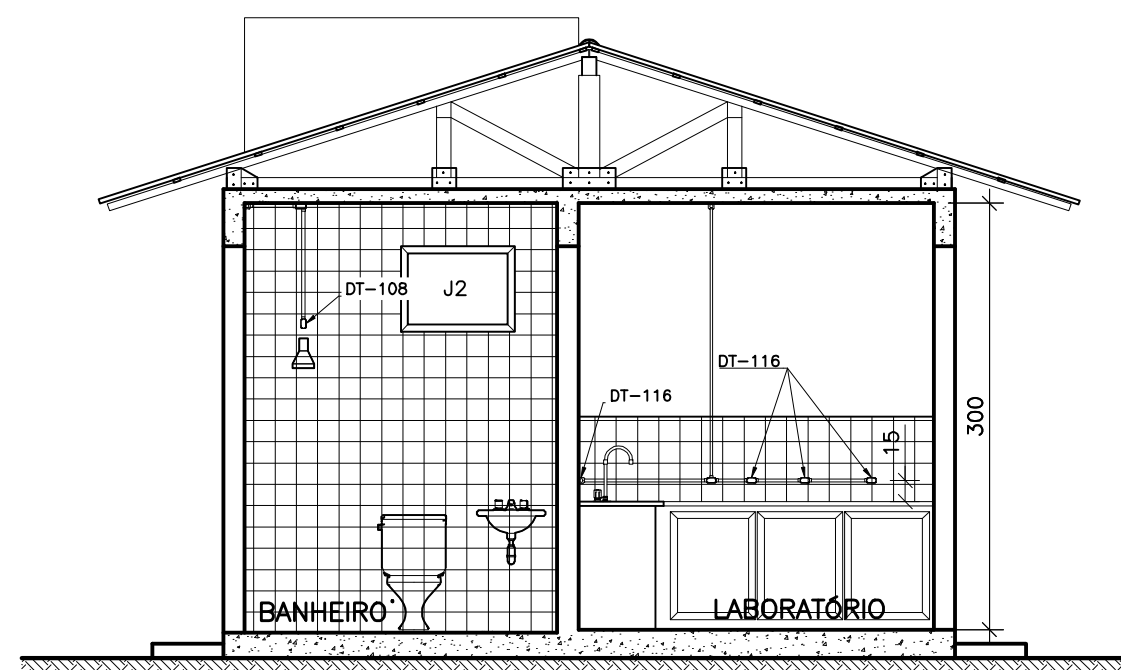 DT-108
J2
DT-116
DT-116
300
15
BANHEIRO
LABORATÓRIO